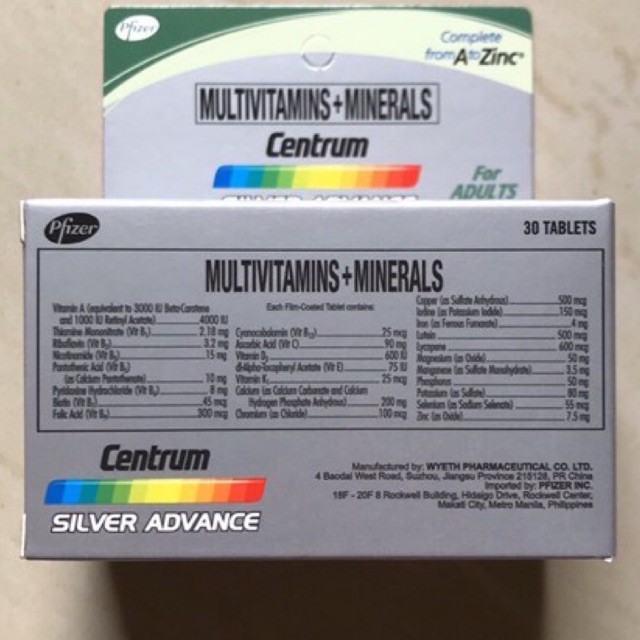 Pfizer
Complete
from A to Zinc®
MULTIVITAMINS+MINERALS
Centrum
For
ADULTS
SILVER ADVANCE
Pfizer
30 TABLETS
MULTIVITAMINS+MINERALS
Vitamin A (equivalent to 3000 IU Beta-Carotene
and 1000 IU Retinyl Acetate) 4000 IU
Thiamine Mononitrate (Vit B1) 2.18 mg
Riboflavin (Vit B2) 3.2 mg
Nicotinamide (Vit B3) 15 mg
Pantothenic Acid (Vit B5)
(as Calcium Pantothenate) 10 mg
Pyridoxine Hydrochloride (Vit B6) 8 mg
Biotin (Vit B7) 45 mcg
Folic Acid (Vit B9) 300 mcg
Each Film-Coated Tablet contains:
Cyanocobalamin (Vit B12) 25 mcg
Ascorbic Acid (Vit C) 90 mg
Vitamin D3 600 IU
dl-Alpha-tocopheryl Acetate (Vit E) 75 IU
Vitamin K1 25 mcg
Calcium (as Calcium Carbonate and Calcium
Hydrogen Phosphate Anhydrous) 200 mg
Chromium (as Chloride) 100 mcg
Copper (as Sulfate Anhydrous) 500 mcg
Iodine (as Potassium Iodide) 150 mcg
Iron (as Ferrous Fumarate) 4 mg
Lutein 500 mcg
Lycopene 600 mcg
Magnesium (as Oxide) 50 mg
Manganese (as Sulfate Monohydrate) 3.5 mg
Phosphorus 50 mg
Potassium (as Sulfate) 80 mg
Selenium (as Sodium Selenate) 55 mcg
Zinc (as Oxide) 7.5 mg
Centrum
SILVER ADVANCE
Manufactured by: WYETH PHARMACEUTICAL CO. LTD.
4 Baodai West Road, Suzhou, Jiangsu Province 215128, PR China
Imported by: PFIZER INC.
18F - 20F 8 Rockwell Building, Hidalgo Drive, Rockwell Center,
Makati City, Metro Manila, Philippines